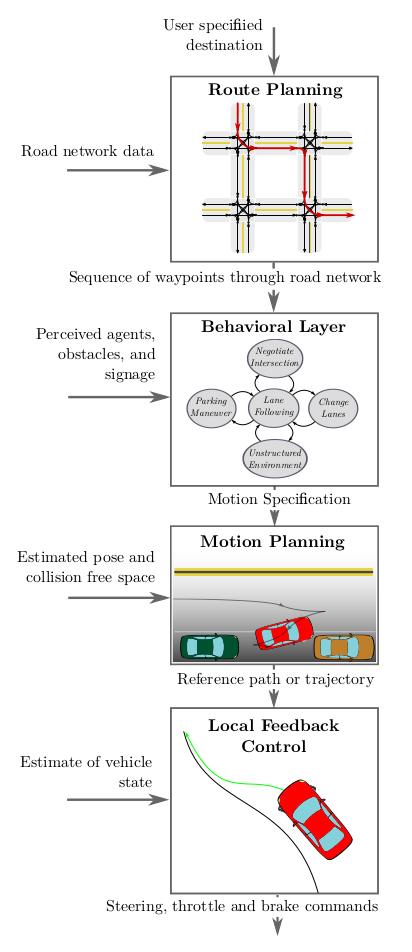 User specifiied
destination
Route Planning
Road network data
Sequence of waypoints through road network
Perceived agents,
obstacles, and
signage
Behavioral Layer
Negotiate
Intersection
Parking
Maneuver
Lane
Following
Change
Lanes
Unstructured
Environment
Motion Specification
Estimated pose and
collision free space
Motion Planning
Reference path or trajectory
Local Feedback
Control
Estimate of vehicle
state
Steering, throttle and brake commands